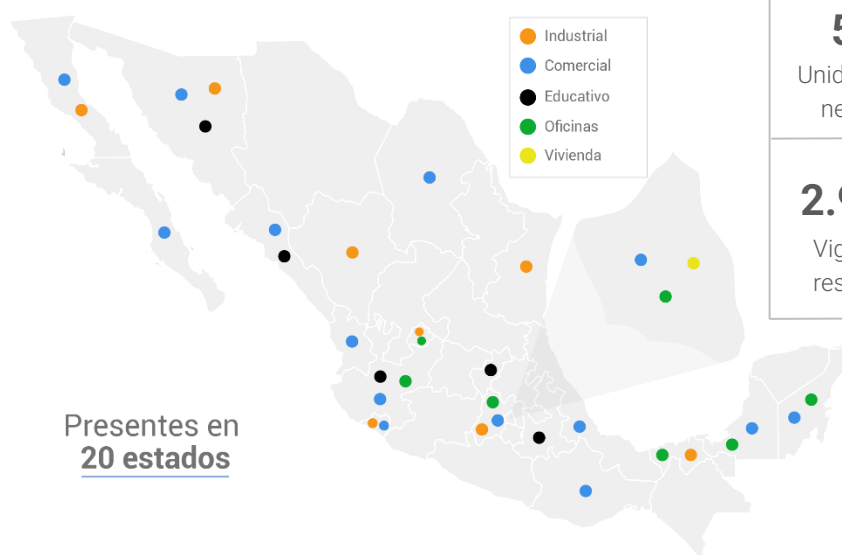 Industrial
Comercial
Educativo
Oficinas
Vivienda
Presentes en
20 estados